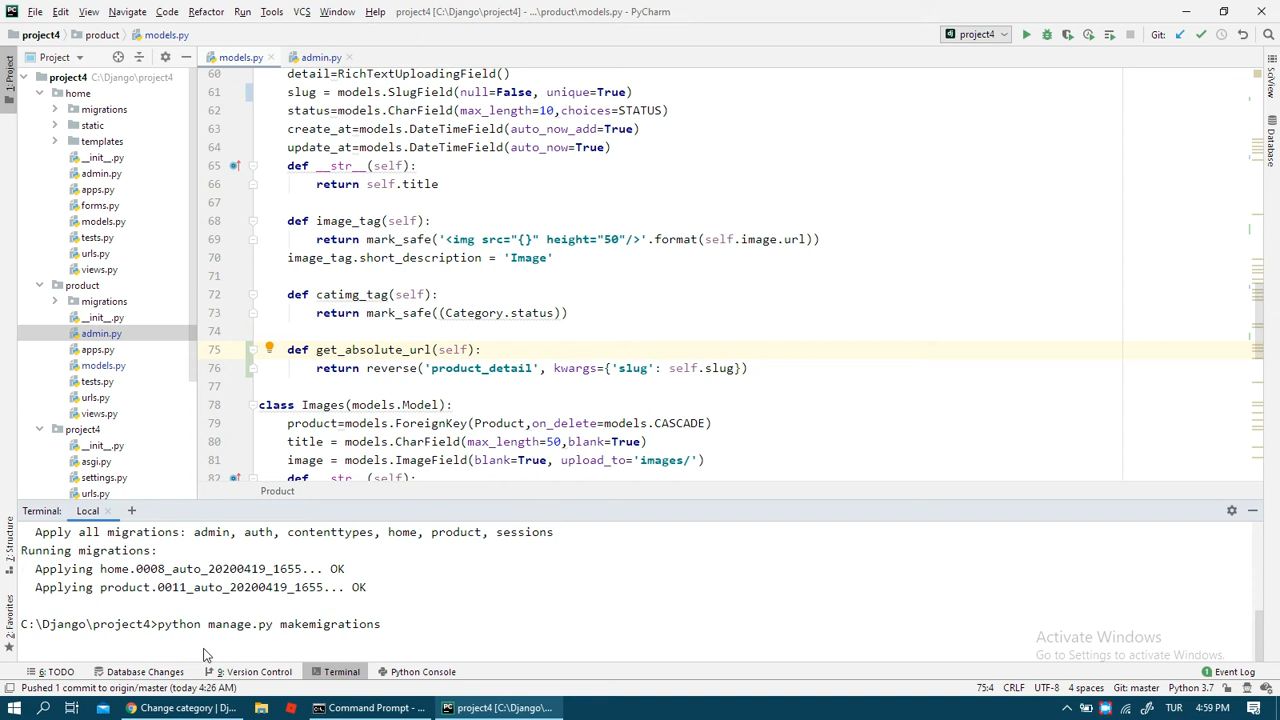 File Edit View Navigate Code Refactor Run Tools VCS Window Help project4 [C:\Django\project4] - ...\product\models.py - PyCharm
project4 product models.py
project4 Git:
1: Project
Project
models.py admin.py
project4 C:\Django\project4
home
migrations
static
templates
__init__.py
admin.py
apps.py
forms.py
models.py
tests.py
urls.py
views.py
product
migrations
__init__.py
admin.py
apps.py
models.py
tests.py
urls.py
views.py
project4
__init__.py
asgi.py
settings.py
urls.py
60 detail=RichTextUploadingField()
61 slug = models.SlugField(null=False, unique=True)
62 status=models.CharField(max_length=10,choices=STATUS)
63 create_at=models.DateTimeField(auto_now_add=True)
64 update_at=models.DateTimeField(auto_now=True)
65 def __str__(self):
66 return self.title
67
68 def image_tag(self):
69 return mark_safe('<img src="{}" height="50"/>'.format(self.image.url))
70 image_tag.short_description = 'Image'
71
72 def catimg_tag(self):
73 return mark_safe((Category.status))
74
75 def get_absolute_url(self):
76 return reverse('product_detail', kwargs={'slug': self.slug})
77
78 class Images(models.Model):
79 product=models.ForeignKey(Product,on_delete=models.CASCADE)
80 title = models.CharField(max_length=50,blank=True)
81 image = models.ImageField(blank=True, upload_to='images/')
82 def __str__(self):
Product
SciView
Database
Terminal: Local
Apply all migrations: admin, auth, contenttypes, home, product, sessions
Running migrations:
Applying home.0008_auto_20200419_1655... OK
Applying product.0011_auto_20200419_1655... OK
C:\Django\project4>python manage.py makemigrations
7: Structure
2: Favorites
Activate Windows
Go to Settings to activate Windows.
6: TODO Database Changes 9: Version Control Terminal Python Console Event Log
Pushed 1 commit to origin/master (today 4:26 AM) 75:4 CRLF UTF-8 4 spaces Git: master Python 3.7
Change category | Dj... Command Prompt - ... project4 [C:\Django\... TUR 4:59 PM